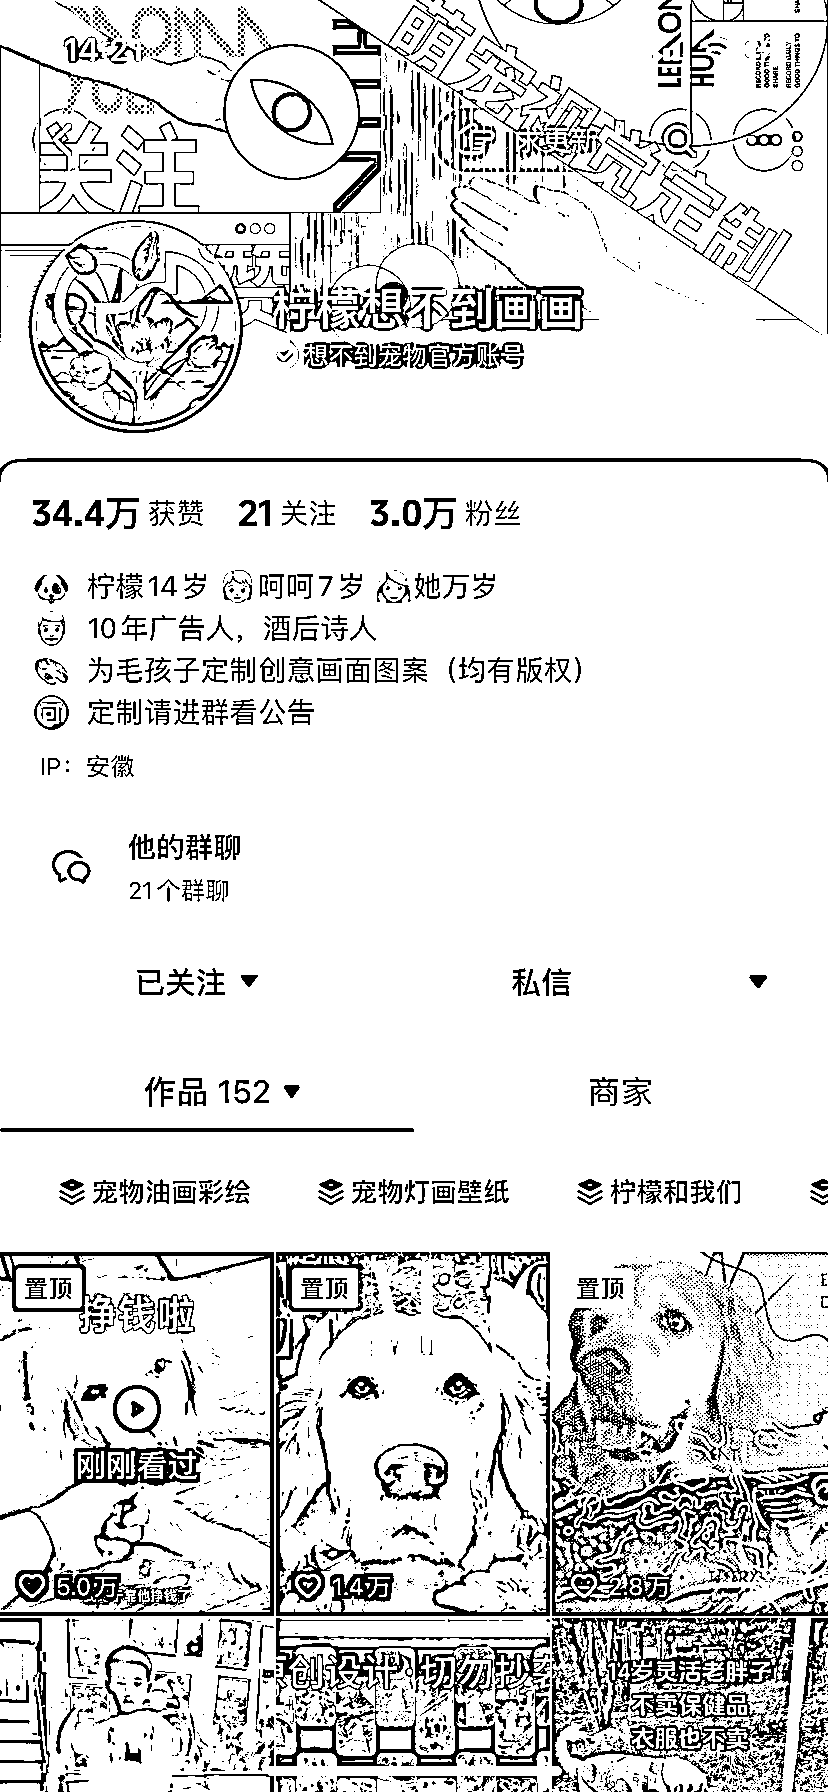 14:21
萌宠视觉定制
关注
求更新
柠檬想不到画画
想不到宠物官方账号
34.4万 获赞 21 关注 3.0万 粉丝
柠檬14岁 呵呵7岁 她万岁
10年广告人，酒后诗人
为毛孩子定制创意画面图案（均有版权）
定制请进群看公告
IP：安徽
他的群聊
21个群聊
已关注 私信
作品 152 商家
宠物油画彩绘 宠物灯画壁纸 柠檬和我们
置顶 置顶 置顶
挣钱啦
刚刚看过
5.0万 1.4万 2.8万
创设计·切勿抄
14岁灵活老胖子
不卖保健品
衣服也不卖